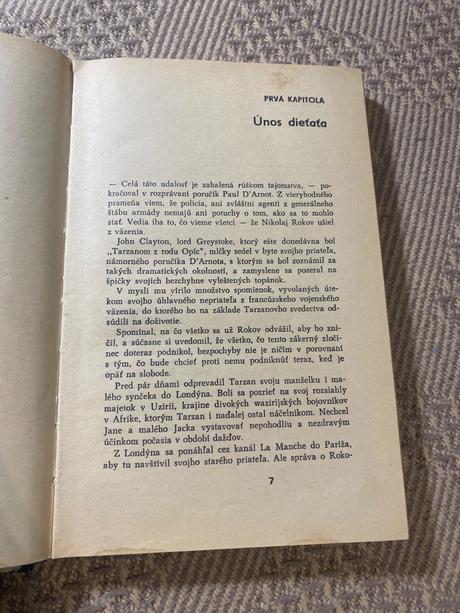 PRVÁ KAPITOLA
Únos dieťaťa
— Celá táto udalosť je zahalená rúškom tajomstva, — po-
kračoval v rozprávaní poručík Paul D'Arnot. Z vieryhodného
prameňa viem, že polícia, ani zvláštni agenti z generálneho
štábu armády nemajú ani potuchy o tom, ako sa to mohlo
stať. Vedia iba to, čo vieme všetci — že Nikolaj Rokov ušiel
z väzenia.
John Clayton, lord Greystoke, ktorý ešte donedávna bol
„Tarzanom z rodu Opíc", mlčky sedel v byte svojho priateľa,
námorného poručíka D'Arnota, s ktorým sa bol zoznámil za
takých dramatických okolností, a zamyslene sa pozeral na
špičky svojich bezchybne vyleštených topánok.
V mysli mu vírilo množstvo spomienok, vyvolaných úte-
kom svojho úhlavného nepriateľa z francúzskeho vojenského
väzenia, do ktorého ho na základe Tarzanovho svedectva od-
súdili na doživotie.
Spomínal, na čo všetko sa už Rokov odvážil, aby ho zni-
čil, a súčasne si uvedomil, že všetko, čo tento zákerný zloči-
nec doteraz podnikol, bezpochyby nie je ničím v porovnaní
s tým, čo bude chcieť proti nemu podniknúť teraz, keď je
opäť na slobode.
Pred pár dňami odprevadil Tarzan svoju manželku i ma-
lého synčeka do Londýna. Boli sa pozrieť na svoj rozsiahly
majetok v Uzirii, krajine divokých wazirijských bojovníkov
v Afrike, ktorým Tarzan i naďalej ostal náčelníkom. Nechcel
Jane a malého Jacka vystavovať nepohodliu a nezdravým
účinkom počasia v období dažďov.
Z Londýna sa ponáhľal cez kanál La Manche do Paríža,
aby tu navštívil svojho starého priateľa. Ale správa o Roko-
7